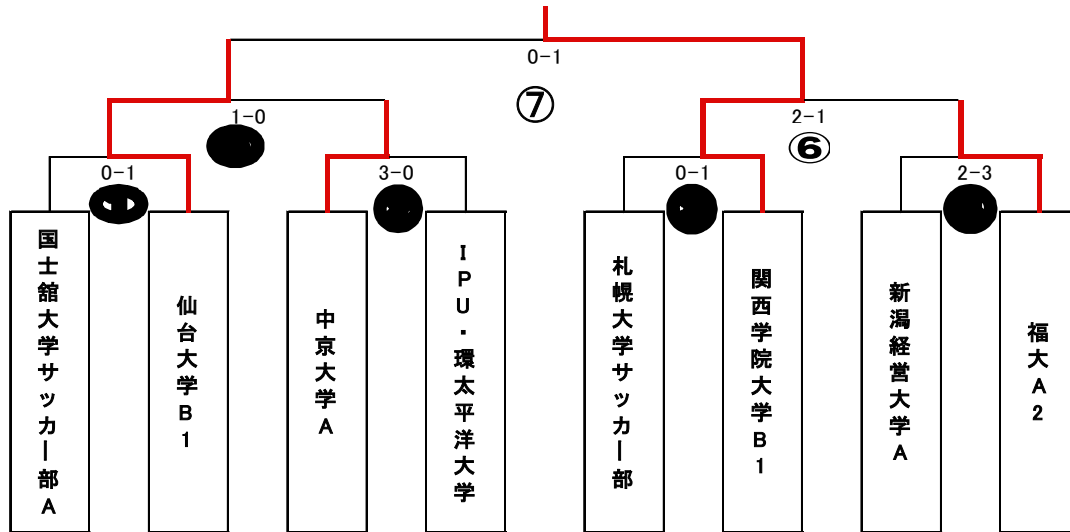 0-1
⑦
1-0
2-1
⑥
0-1
3-0
0-1
2-3
国士舘大学サッカー部A
仙台大学B1
中京大学A
IPU・環太平洋大学
札幌大学サッカー部
関西学院大学B1
新潟経営大学A
福大A2